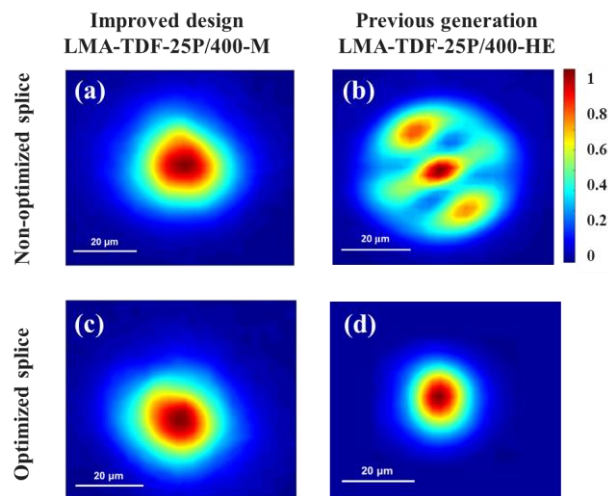 Improved design
LMA-TDF-25P/400-M
Previous generation
LMA-TDF-25P/400-HE
Non-optimized splice
(a)
20 µm
(b)
20 µm
1
0.8
0.6
0.4
0.2
0
Optimized splice
(c)
20 µm
(d)
20 µm